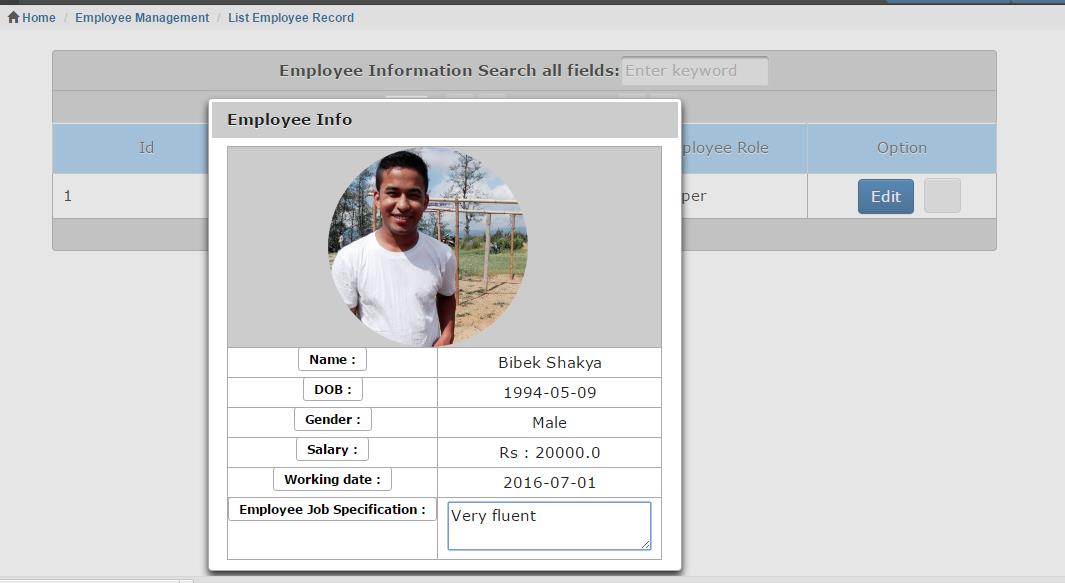 Home / Employee Management / List Employee Record
Employee Information Search all fields: Enter keyword
Employee Info
Id
ployee Role
Option
1
per
Edit
Name :
Bibek Shakya
DOB :
1994-05-09
Gender :
Male
Salary :
Rs : 20000.0
Working date :
2016-07-01
Employee Job Specification :
Very fluent